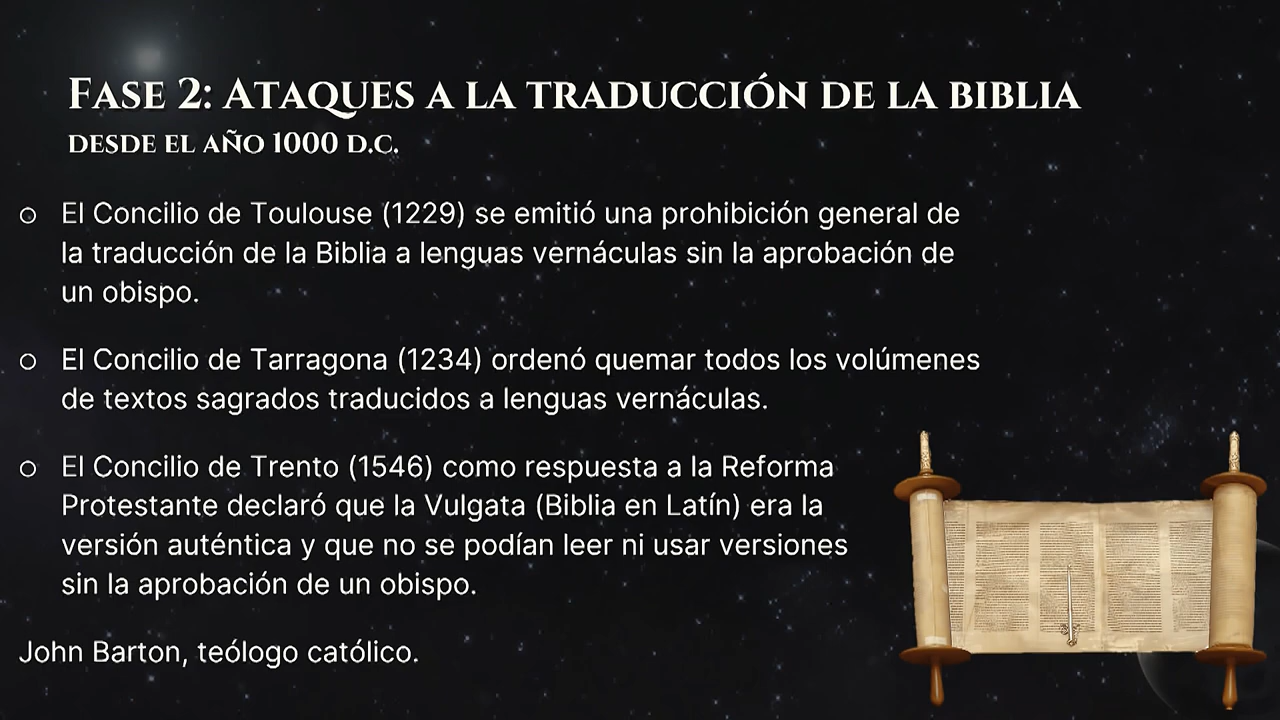 Fase 2: Ataques a la traducción de la biblia
desde el año 1000 d.C.
El Concilio de Toulouse (1229) se emitió una prohibición general de
la traducción de la Biblia a lenguas vernáculas sin la aprobación de
un obispo.
El Concilio de Tarragona (1234) ordenó quemar todos los volúmenes
de textos sagrados traducidos a lenguas vernáculas.
El Concilio de Trento (1546) como respuesta a la Reforma
Protestante declaró que la Vulgata (Biblia en Latín) era la
versión auténtica y que no se podían leer ni usar versiones
sin la aprobación de un obispo.
John Barton, teólogo católico.